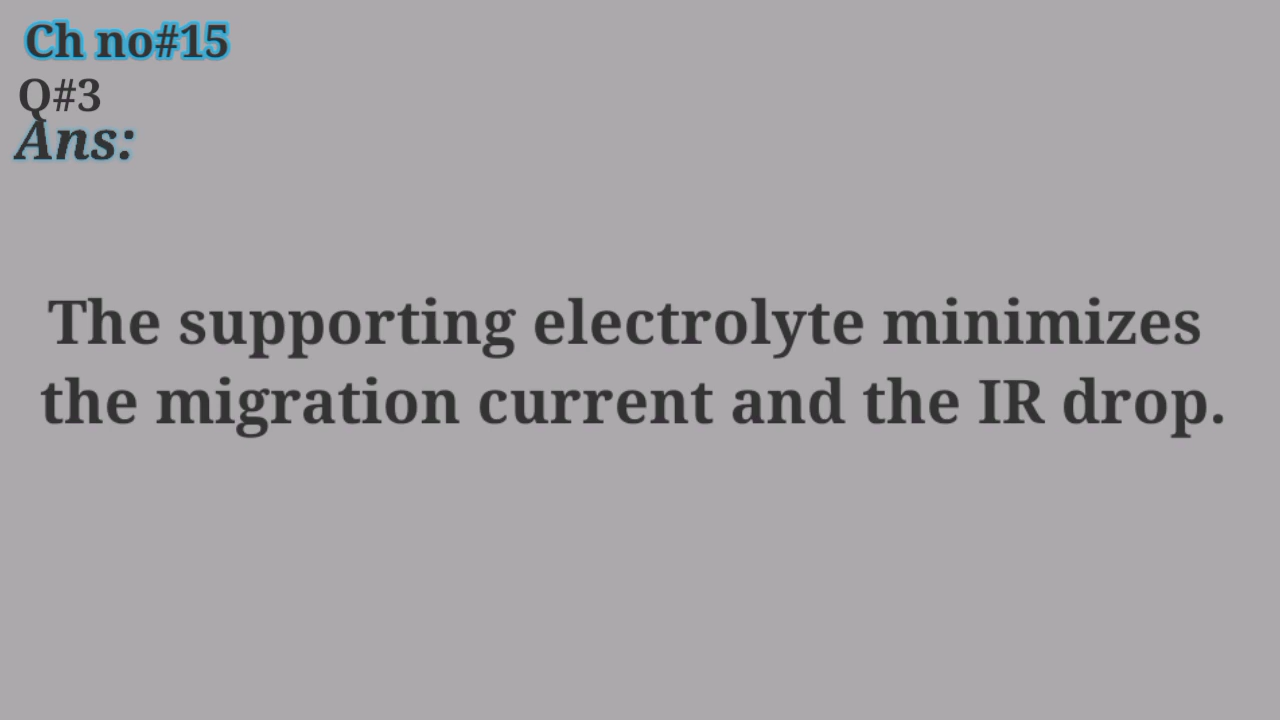 Ch no#15
Q#3
Ans:
The supporting electrolyte minimizes
the migration current and the IR drop.